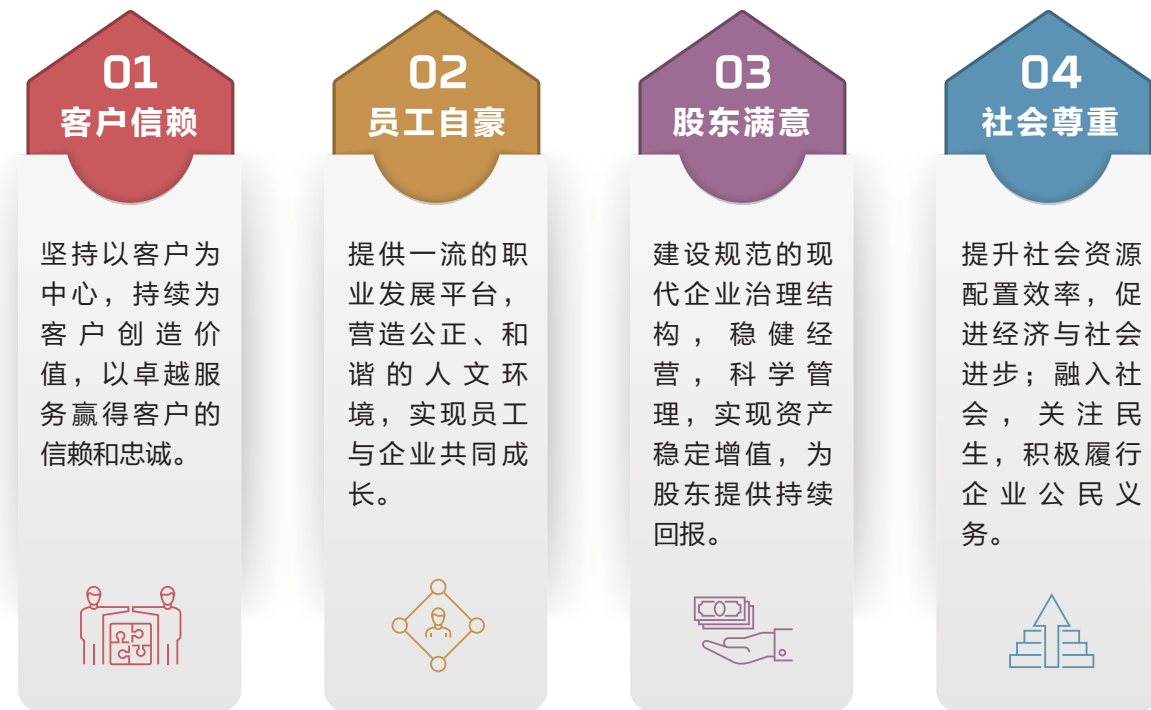 01
客户信赖
坚持以客户为
中心，持续为
客户创造价
值，以卓越服
务赢得客户的
信赖和忠诚。
02
员工自豪
提供一流的职
业发展平台，
营造公正、和
谐的人文环
境，实现员工
与企业共同成
长。
03
股东满意
建设规范的现
代企业治理结
构，稳健经
营，科学管
理，实现资产
稳定增值，为
股东提供持续
回报。
04
社会尊重
提升社会资源
配置效率，促
进经济与社会
进步；融入社
会，关注民
生，积极履行
企业公民义
务。